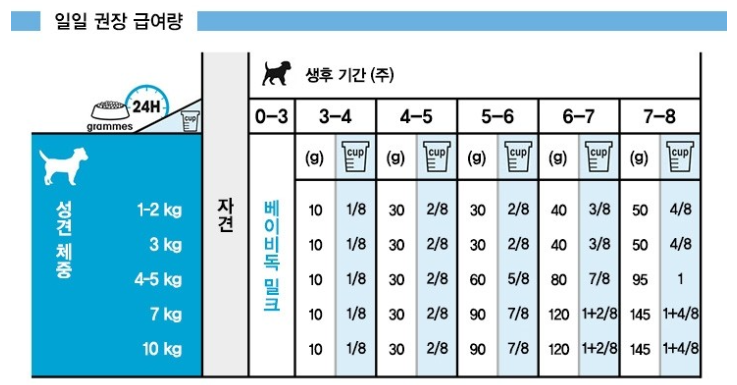 일일 권장 급여량
생후 기간 (주)
24H
grammes
cup
0-3 3-4 4-5 5-6 6-7 7-8
(g) cup (g) cup (g) cup (g) cup (g) cup
성견 체중
자견
베이비독 밀크
1-2 kg 10 1/8 30 2/8 30 2/8 40 3/8 50 4/8
3 kg 10 1/8 30 2/8 30 2/8 40 3/8 50 4/8
4-5 kg 10 1/8 30 2/8 60 5/8 80 7/8 95 1
7 kg 10 1/8 30 2/8 90 7/8 120 1+2/8 145 1+4/8
10 kg 10 1/8 30 2/8 90 7/8 120 1+2/8 145 1+4/8